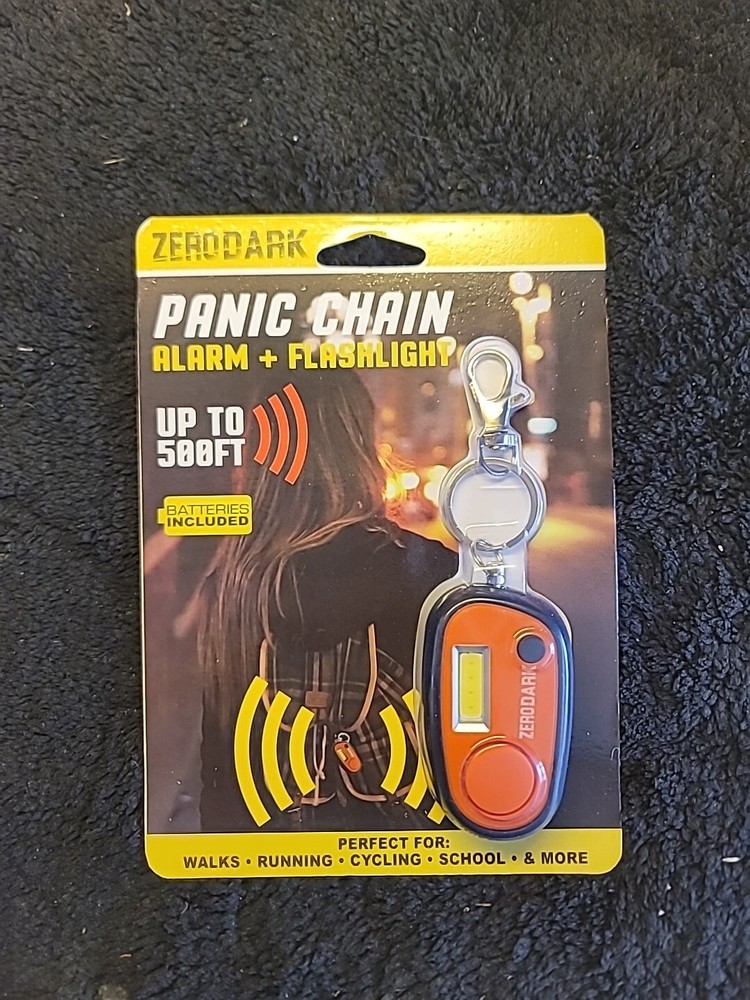 ZERODARK
PANIC CHAIN
ALARM + FLASHLIGHT
UP TO
500FT
BATTERIES
INCLUDED
ZERODARK
PERFECT FOR:
WALKS • RUNNING • CYCLING • SCHOOL • & MORE